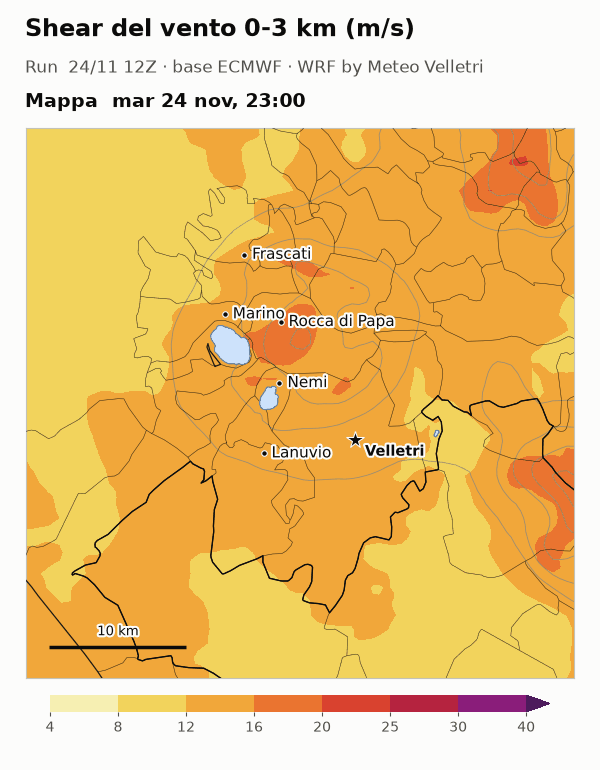 Shear del vento 0-3 km (m/s)
Run  24/11 12Z · base ECMWF · WRF by Meteo Velletri
Mappa  mar 24 nov, 23:00
Frascati
Marino
Rocca di Papa
Nemi
Velletri
Lanuvio
10 km
4 8 12 16 20 25 30 40